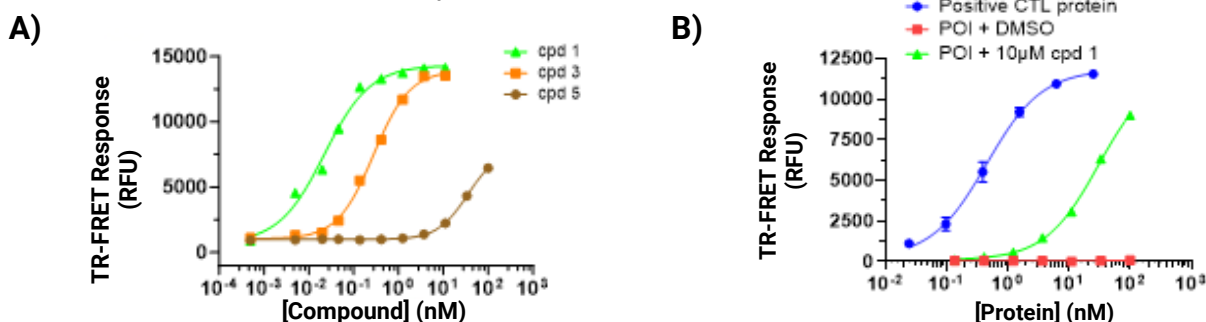 A)
TR-FRET Response
(RFU)
15000
10000
5000
0
10⁻⁴ 10⁻³ 10⁻² 10⁻¹ 10⁰ 10¹ 10² 10³
[Compound] (nM)
cpd 1
cpd 3
cpd 5
B)
Positive CTL protein
POI + DMSO
POI + 10μM cpd 1
TR-FRET Response
(RFU)
12500
10000
7500
5000
2500
0
10⁻² 10⁻¹ 10⁰ 10¹ 10² 10³
[Protein] (nM)